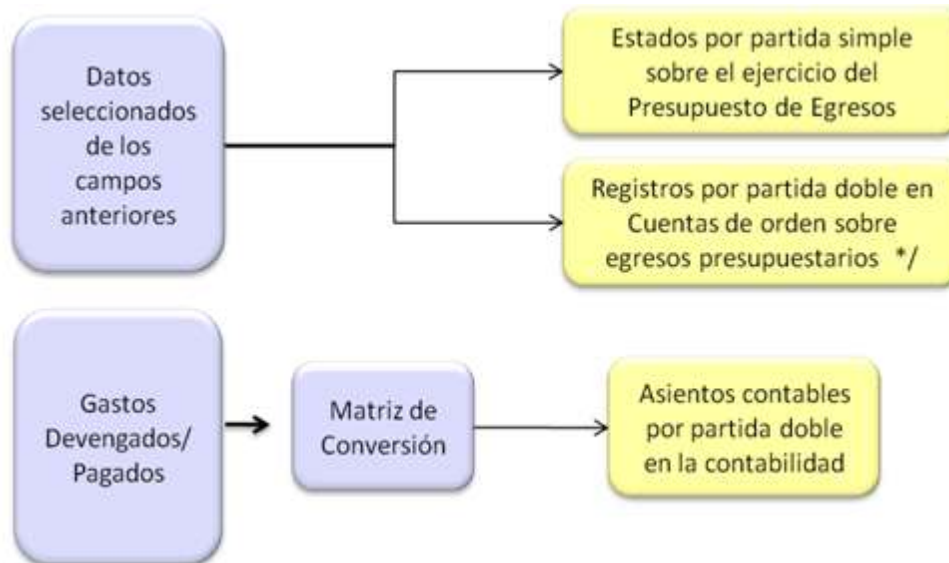 Datos
seleccionados
de los
campos
anteriores
Estados por partida simple
sobre el ejercicio del
Presupuesto de Egresos
Registros por partida doble en
Cuentas de orden sobre
egresos presupuestarios */
Gastos
Devengados/
Pagados
Matriz de
Conversión
Asientos contables
por partida doble
en la contabilidad